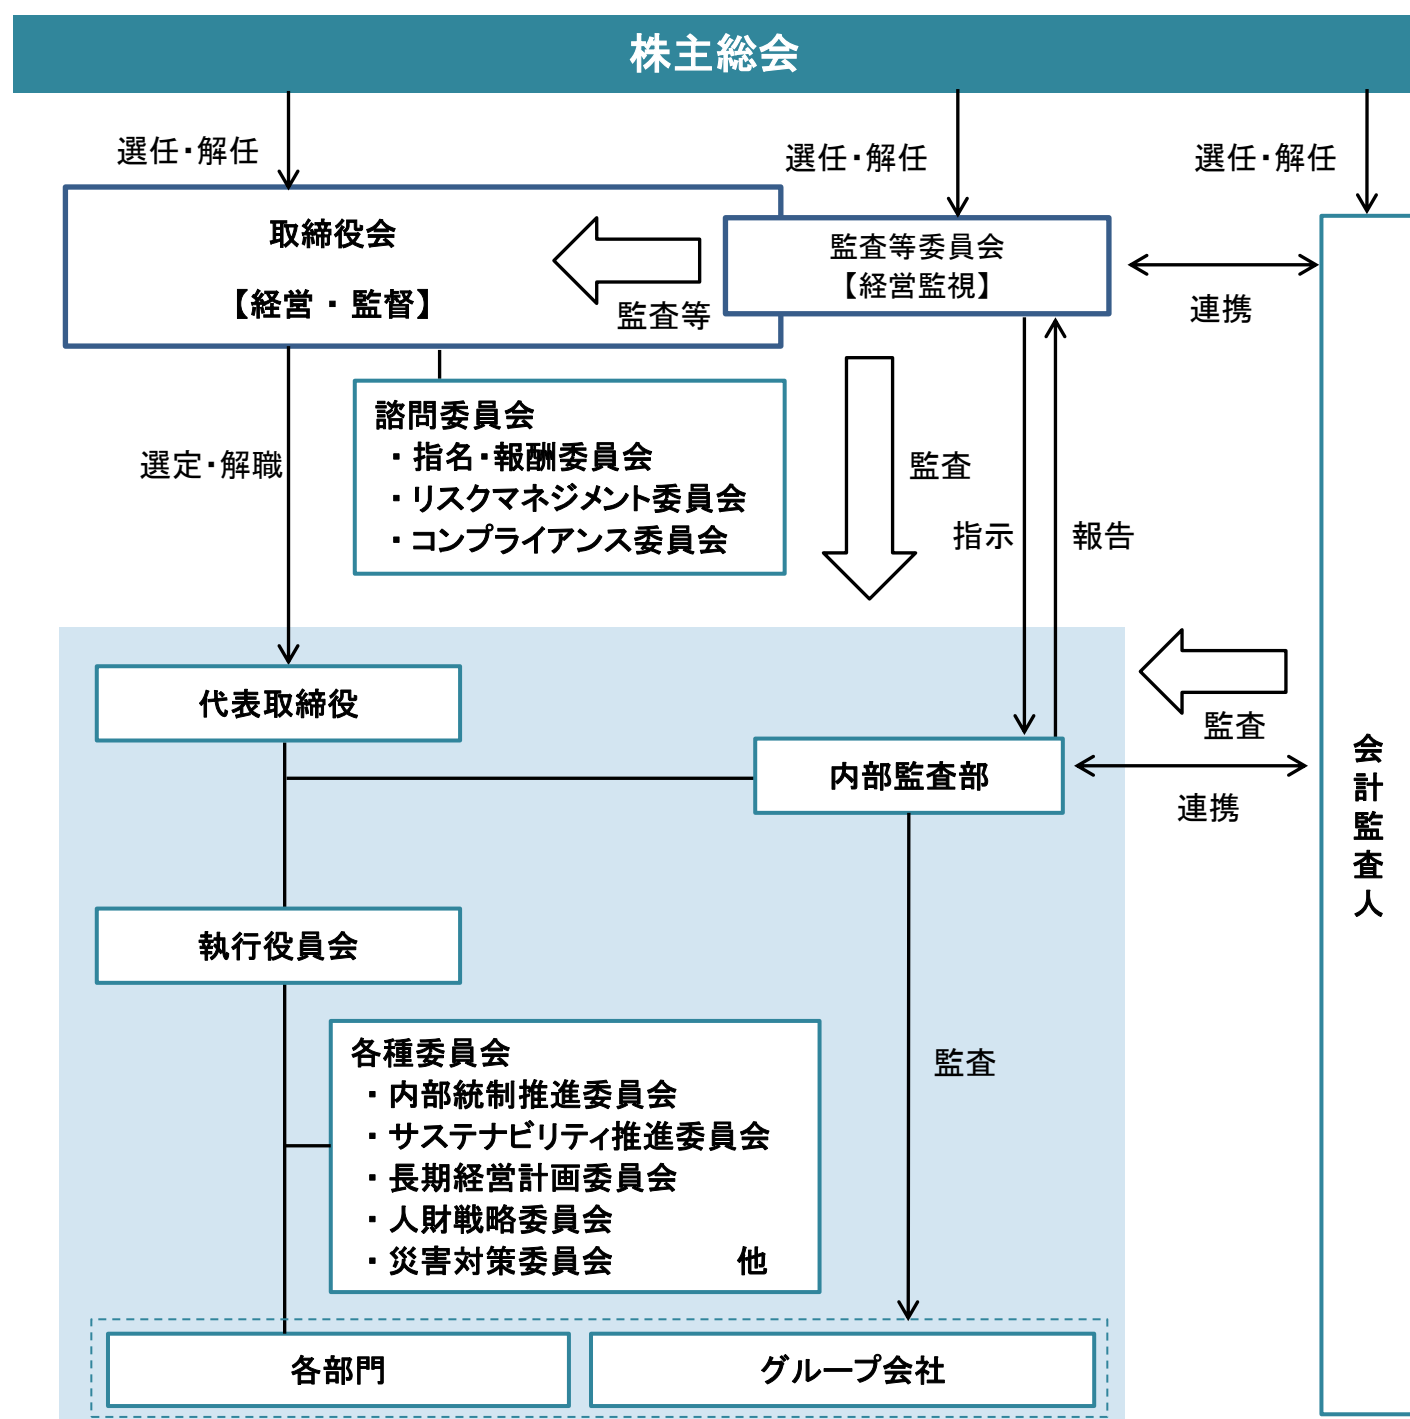 株主総会
選任・解任
選任・解任
選任・解任
取締役会
【経営・監督】
監査等委員会
【経営監視】
監査等
連携
諮問委員会
・指名・報酬委員会
・リスクマネジメント委員会
・コンプライアンス委員会
選定・解職
監査
指示
報告
代表取締役
監査
内部監査部
連携
会計監査人
執行役員会
各種委員会
・内部統制推進委員会
・サステナビリティ推進委員会
・長期経営計画委員会
・人財戦略委員会
・災害対策委員会 他
監査
各部門
グループ会社